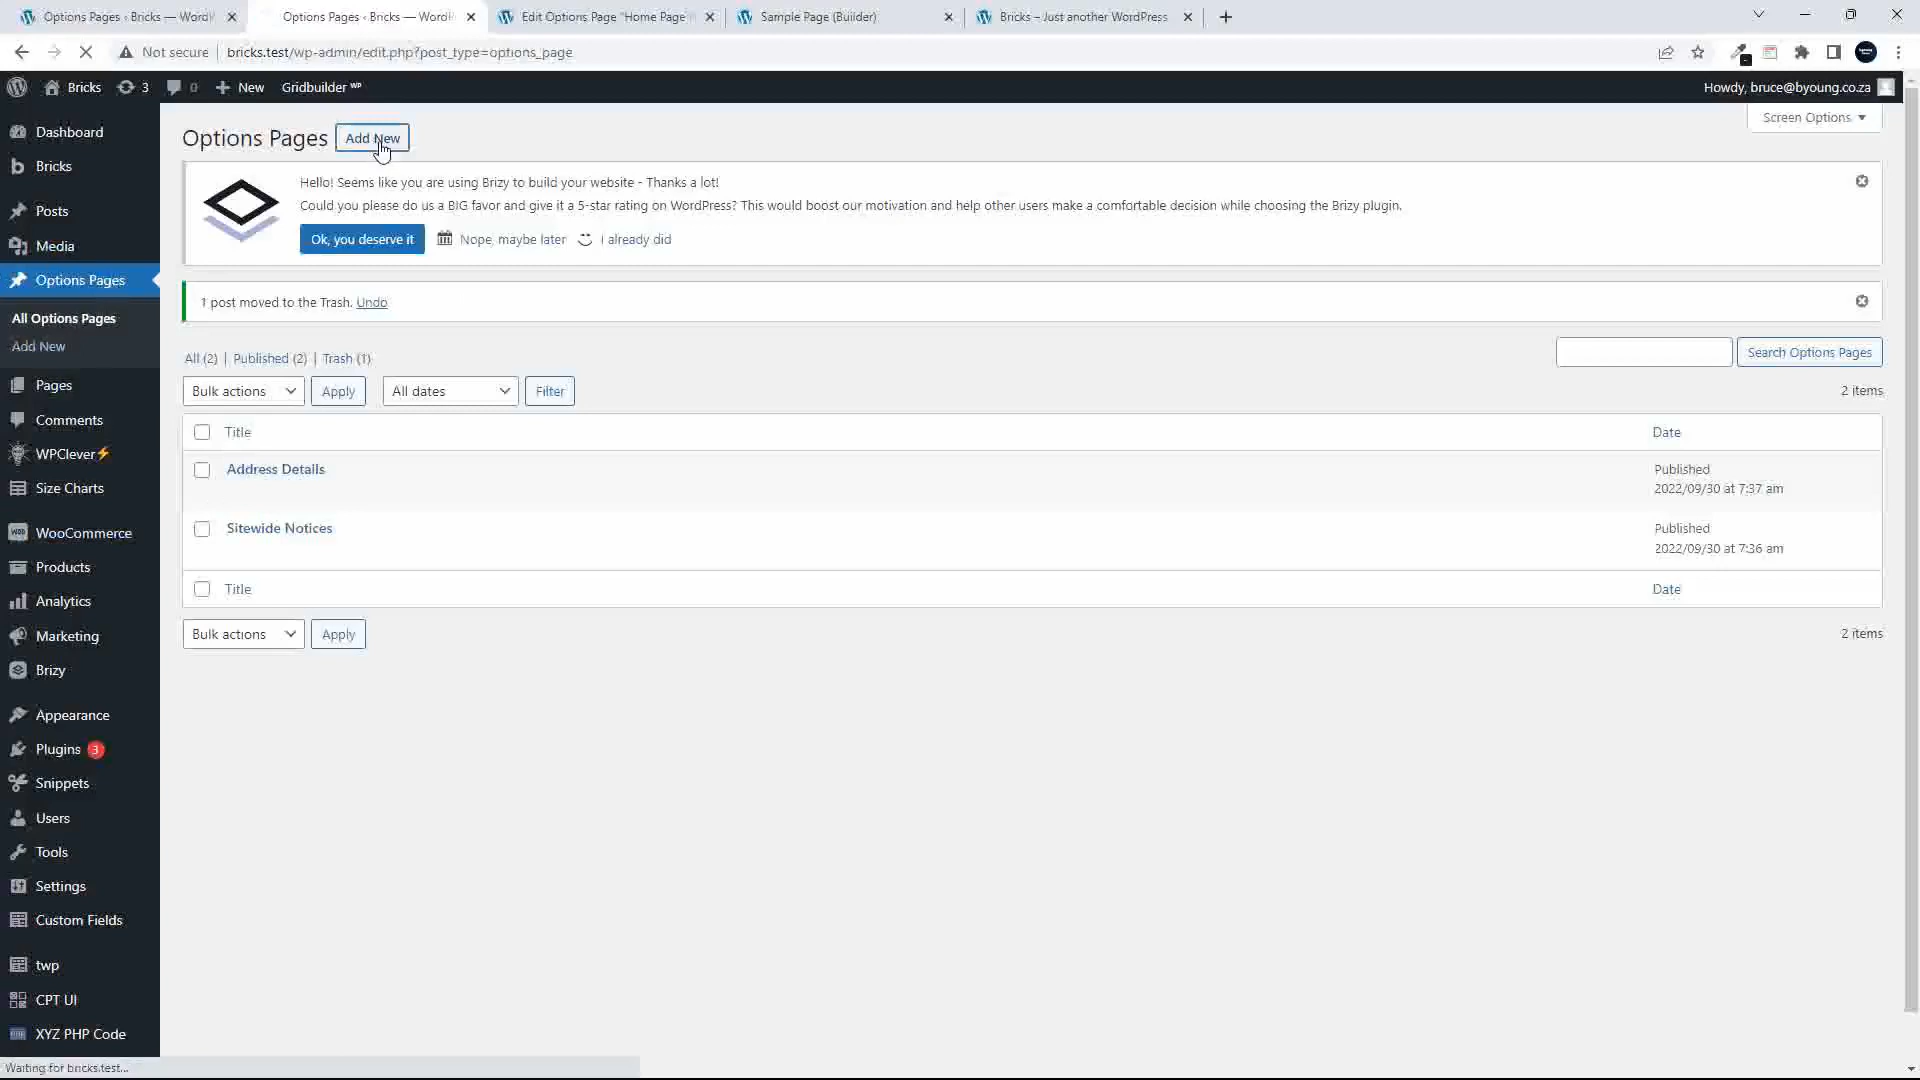 Options Pages ‹ Bricks — Word
Options Pages ‹ Bricks — Word
Edit Options Page "Home Page
Sample Page (Builder)
Bricks – Just another WordPress
Not secure
bricks.test/wp-admin/edit.php?post_type=options_page
Bricks
3
0
New
Gridbuilder WP
Howdy, bruce@byoung.co.za
Dashboard
Bricks
Posts
Media
Options Pages
All Options Pages
Add New
Pages
Comments
WPClever⚡
Size Charts
WooCommerce
Products
Analytics
Marketing
Brizy
Appearance
Plugins 3
Snippets
Users
Tools
Settings
Custom Fields
twp
CPT UI
XYZ PHP Code
Waiting for bricks.test...
Screen Options
Options Pages
Add New
Hello! Seems like you are using Brizy to build your website - Thanks a lot!
Could you please do us a BIG favor and give it a 5-star rating on WordPress? This would boost our motivation and help other users make a comfortable decision while choosing the Brizy plugin.
Ok, you deserve it
Nope, maybe later
I already did
1 post moved to the Trash. Undo
All (2) | Published (2) | Trash (1)
Search Options Pages
Bulk actions
Apply
All dates
Filter
2 items
Title
Date
Address Details
Published
2022/09/30 at 7:37 am
Sitewide Notices
Published
2022/09/30 at 7:36 am
Title
Date
Bulk actions
Apply
2 items